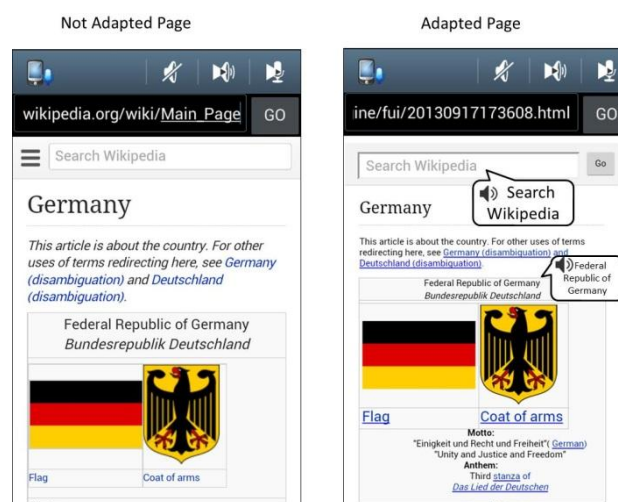 Not Adapted Page
wikipedia.org/wiki/Main_Page
GO
Search Wikipedia
Germany
This article is about the country. For other
uses of terms redirecting here, see Germany
(disambiguation) and Deutschland
(disambiguation).
Federal Republic of Germany
Bundesrepublik Deutschland
Flag
Coat of arms
Adapted Page
ine/fui/20130917173608.html
GO
Search Wikipedia
Go
Search
Wikipedia
Germany
This article is about the country. For other uses of terms
redirecting here, see Germany (disambiguation) and
Deutschland (disambiguation).
Federal
Republic of
Germany
Federal Republic of Germany
Bundesrepublik Deutschland
Flag
Coat of arms
Motto:
"Einigkeit und Recht und Freiheit"( German)
"Unity and Justice and Freedom"
Anthem:
Third stanza of
Das Lied der Deutschen